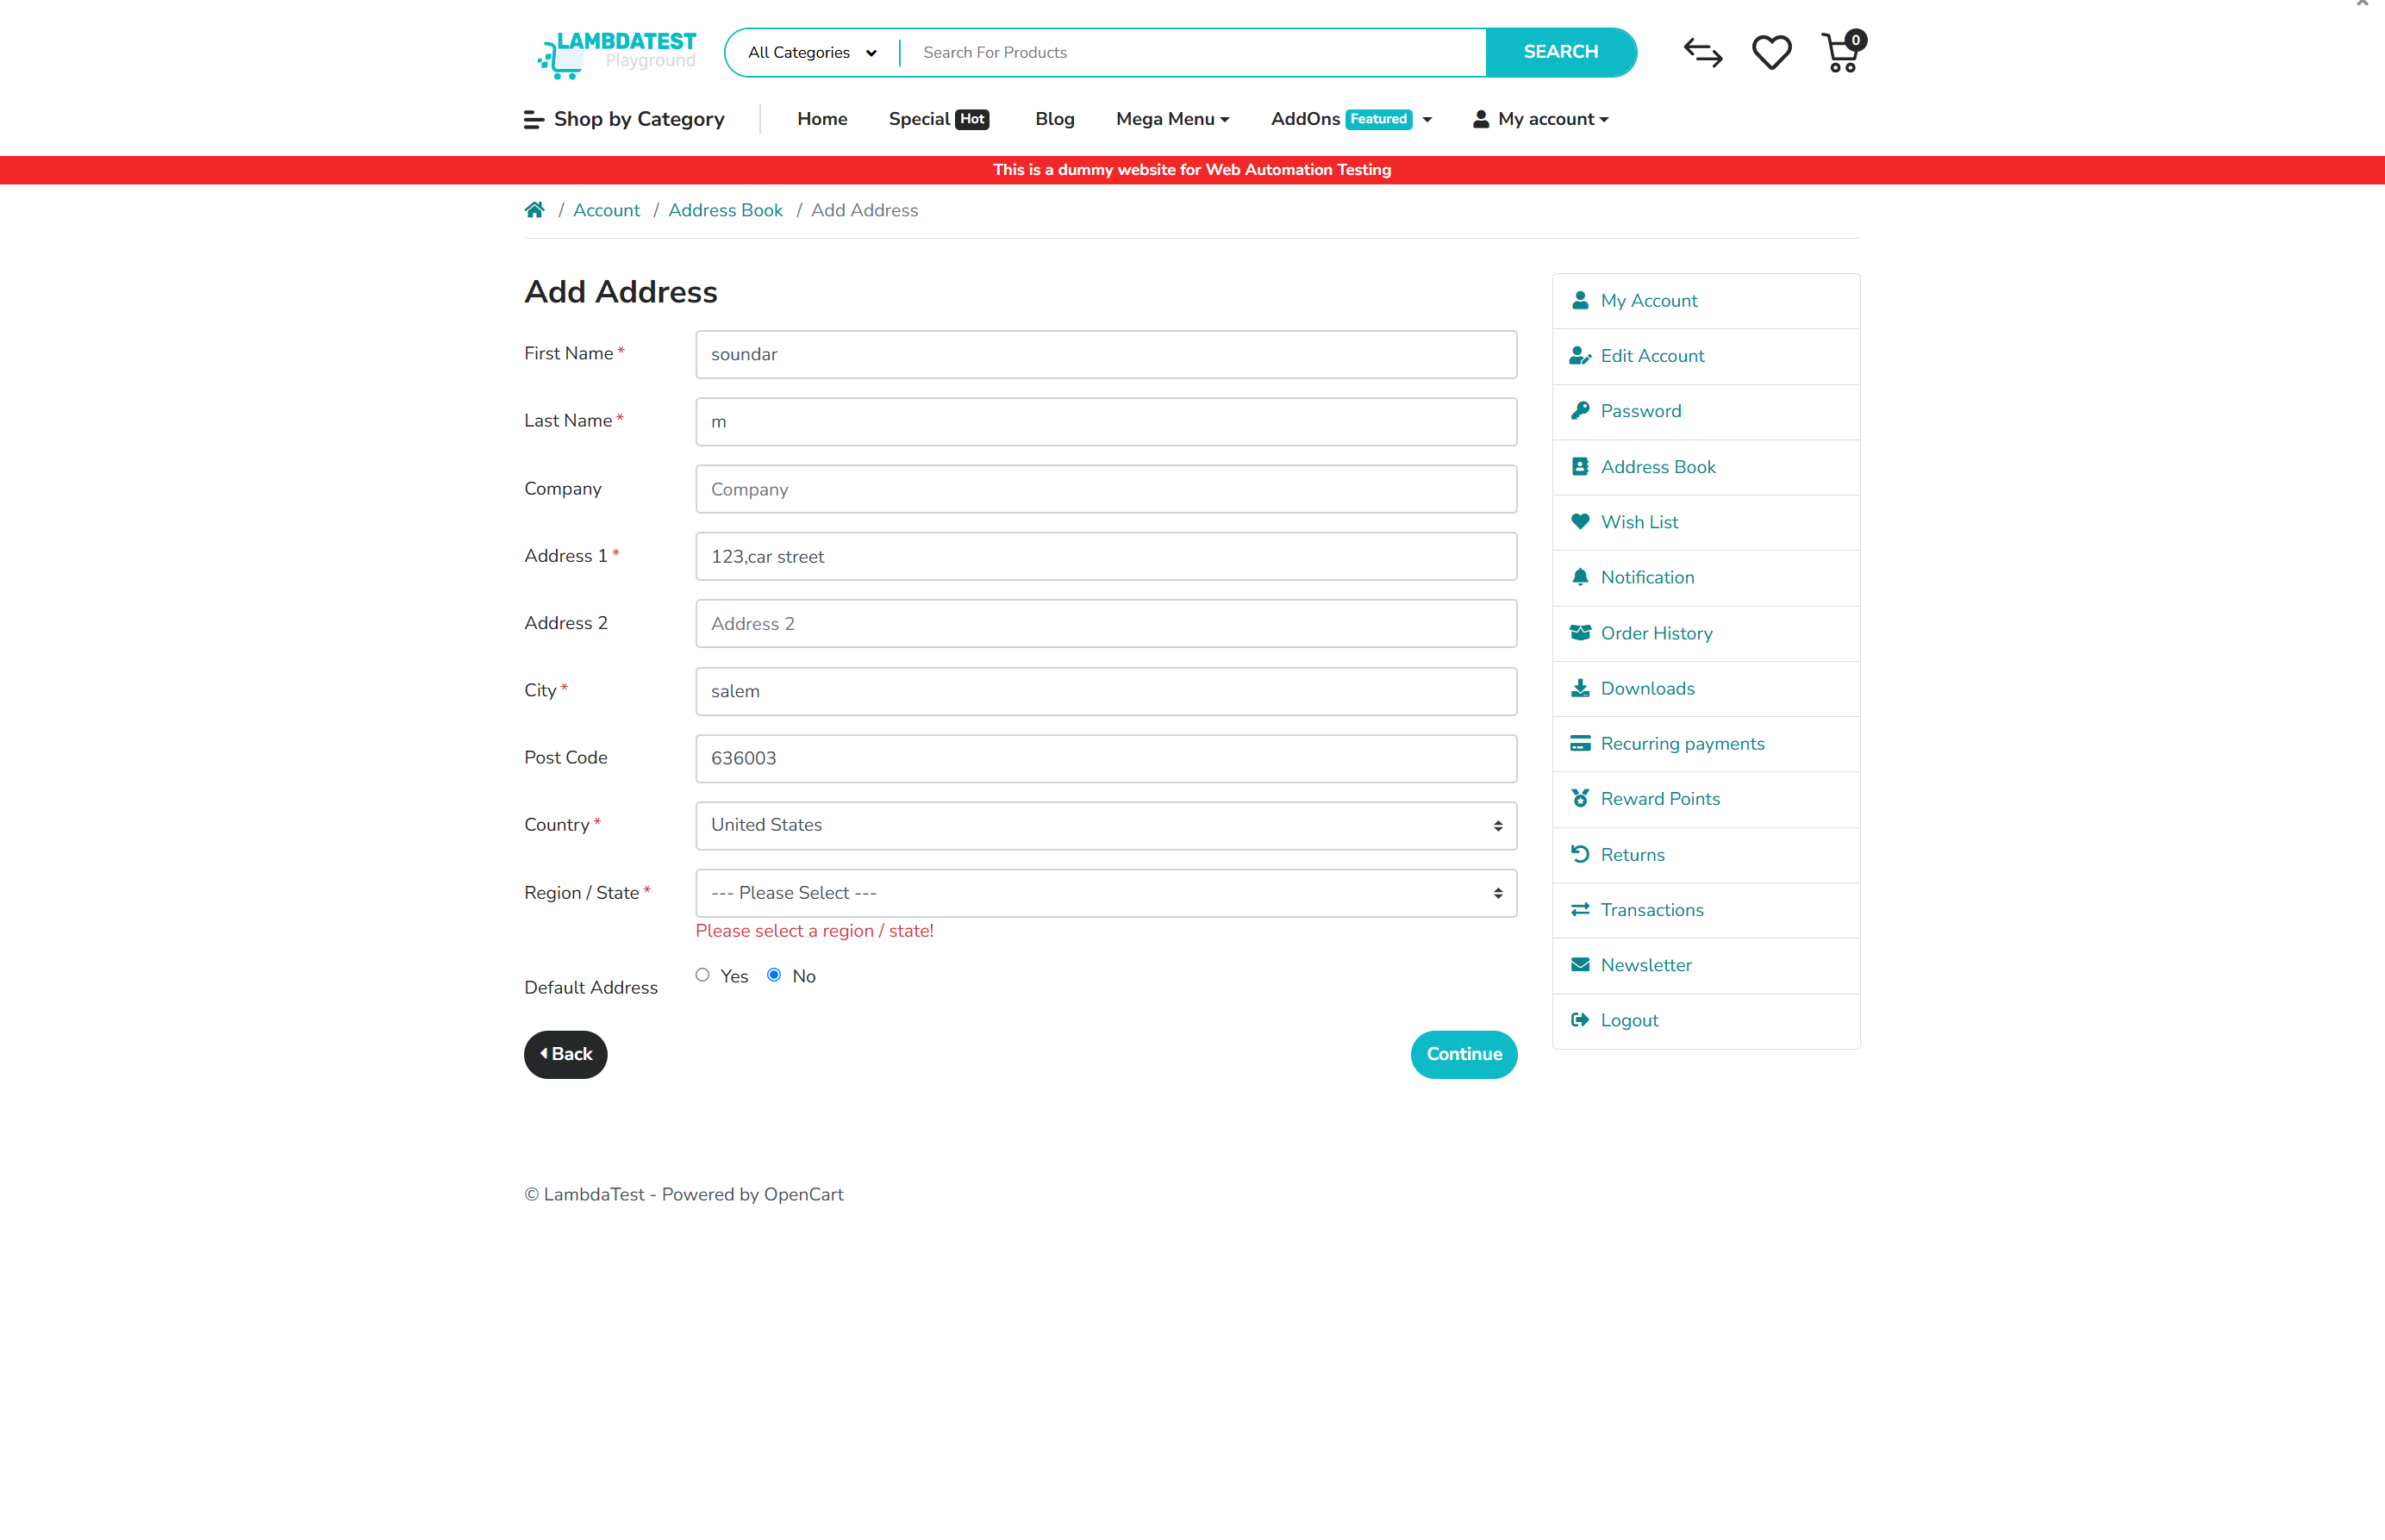 LAMBDATEST
Playground
All Categories
Search For Products
SEARCH
0
Shop by Category
Home
Special Hot
Blog
Mega Menu
AddOns Featured
My account
This is a dummy website for Web Automation Testing
/ Account / Address Book / Add Address
Add Address
First Name *
soundar
Last Name *
m
Company
Company
Address 1 *
123,car street
Address 2
Address 2
City *
salem
Post Code
636003
Country *
United States
Region / State *
--- Please Select ---
Please select a region / state!
Default Address
Yes
No
Back
Continue
My Account
Edit Account
Password
Address Book
Wish List
Notification
Order History
Downloads
Recurring payments
Reward Points
Returns
Transactions
Newsletter
Logout
© LambdaTest - Powered by OpenCart